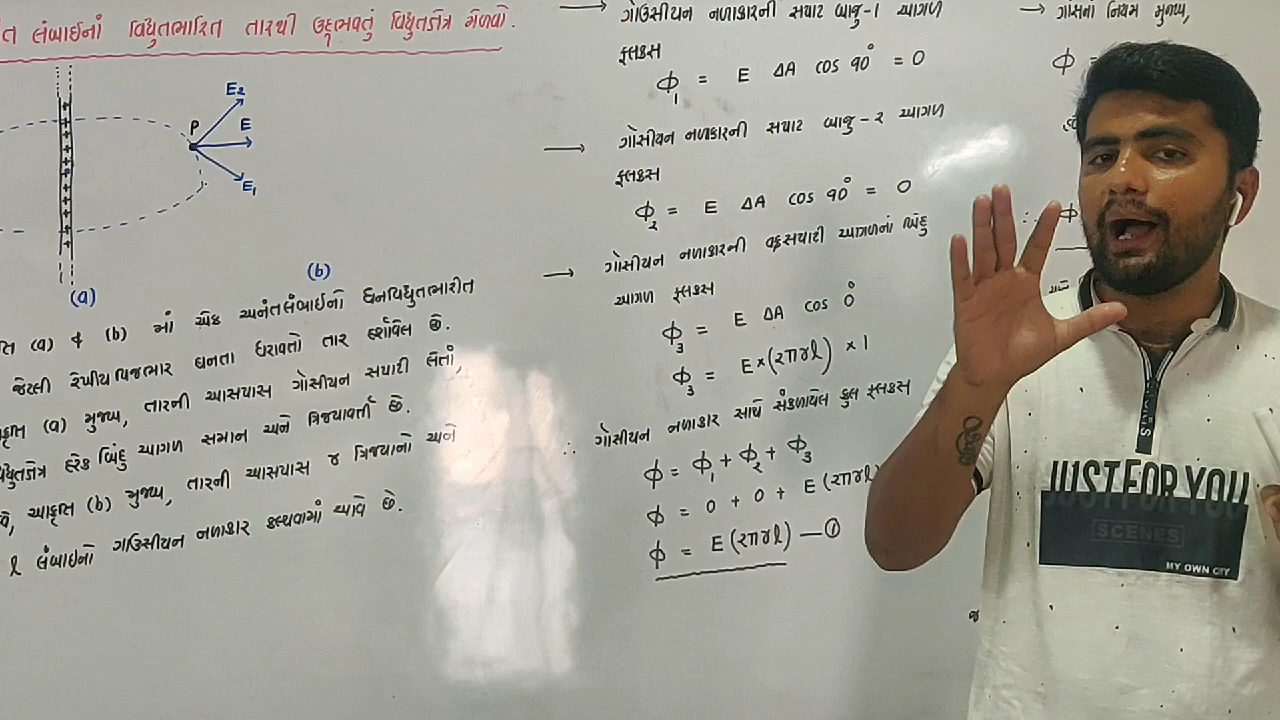 ત લંબાઈનાં વિદ્યુતભારિત તારથી ઉદ્દ્ભવતું વિદ્યુતક્ષેત્ર મેળવો.
E₂
P
E
E₁
(a)
(b)
(a) ને (b) માં એક અનંતલંબાઈનો ધનવિદ્યુતભારીત
જેટલી રેખીય વિજભાર ઘનતા ધરાવતો તાર દર્શાવેલ છે.
(a) મુજબ, તારની આસપાસ ગોસીયન સપાટી લેતાં,
દરેક બિંદુ આગળ સમાન અને ત્રિજ્યાવર્તી છે.
આકૃતિ (b) મુજબ, તારની આસપાસ ૪ ત્રિજ્યાનો અને
l લંબાઈનો ગાઉસીયન નળાકાર કલ્પવામાં આવે છે.
→ ગોઉસીયન નળાકારની સપાટ બાજુ-1 આગળ
ફ્લક્સ
ϕ₁ = E ΔA cos 90° = 0
→ ગોસીયન નળાકારની સપાટ બાજુ-૨ આગળ
ફ્લક્સ
ϕ₂ = E ΔA cos 90° = 0
→ ગોસીયન નળાકારની વક્રસપાટી આગળનાં બિંદુ
આગળ ફ્લક્સ
ϕ₃ = E ΔA cos 0°
ϕ₃ = E×(2πrl) × 1
∴ ગોસીયન નળાકાર સાથે સંકળાયેલ કુલ ફ્લક્સ
ϕ = ϕ₁ + ϕ₂ + ϕ₃
ϕ = 0 + 0 + E (2πrl)
ϕ = E (2πrl) — ①
→ ગોસનાં નિયમ મુજબ,
ϕ =
∴ ϕ
JUST FOR YOU
SCENES
MY OWN CITY